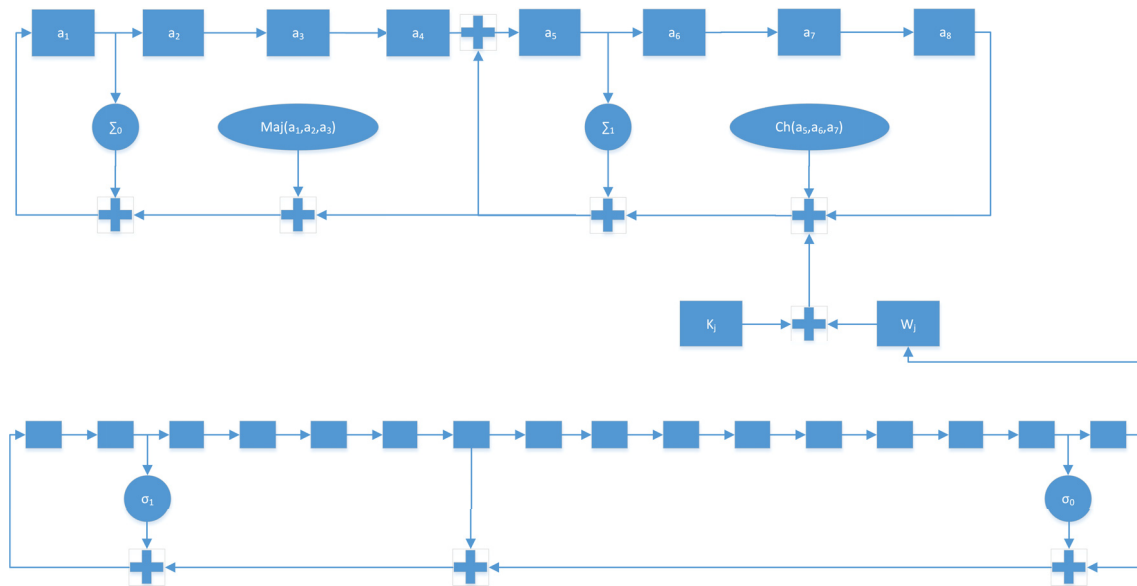 a₁ a₂ a₃ a₄ a₅ a₆ a₇ a₈
∑₀ Maj(a₁,a₂,a₃) ∑₁ Ch(a₅,a₆,a₇)
Kⱼ Wⱼ
σ₁ σ₀